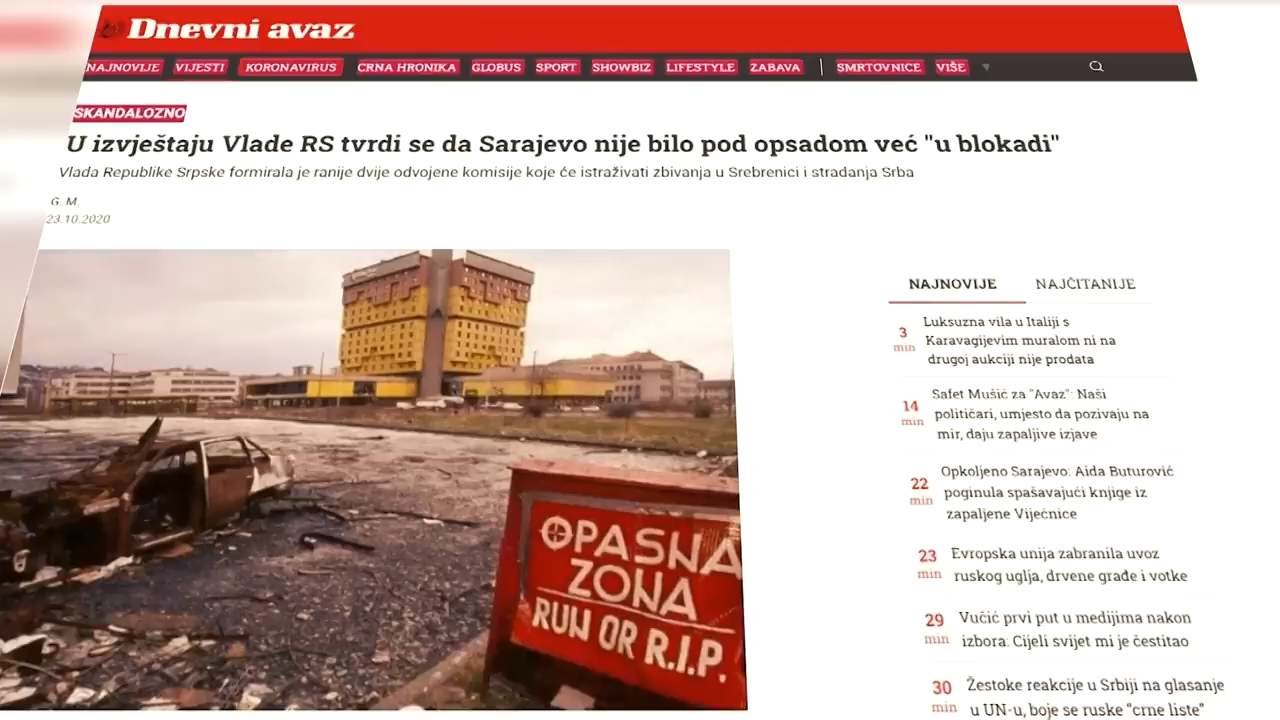 Dnevni avaz
NAJNOVIJE VIJESTI KORONAVIRUS CRNA HRONIKA GLOBUS SPORT SHOWBIZ LIFESTYLE ZABAVA | SMRTOVNICE VIŠE
SKANDALOZNO
U izvještaju Vlade RS tvrdi se da Sarajevo nije bilo pod opsadom već "u blokadi"
Vlada Republike Srpske formirala je ranije dvije odvojene komisije koje će istraživati zbivanja u Srebrenici i stradanja Srba
G. M.
23.10.2020
OPASNA
ZONA
RUN OR R.I.P.
NAJNOVIJE NAJČITANIJE
3 min
Luksuzna vila u Italiji s
Karavagijevim muralom ni na
drugoj aukciji nije prodata
14 min
Safet Mušić za "Avaz": Naši
političari, umjesto da pozivaju na
mir, daju zapaljive izjave
22 min
Opkoljeno Sarajevo: Aida Buturović
poginula spašavajući knjige iz
zapaljene Vijećnice
23 min
Evropska unija zabranila uvoz
ruskog uglja, drvene građe i votke
29 min
Vučić prvi put u medijima nakon
izbora: Cijeli svijet mi je čestitao
30 min
Žestoke reakcije u Srbiji na glasanje
u UN-u, boje se ruske "crne liste"